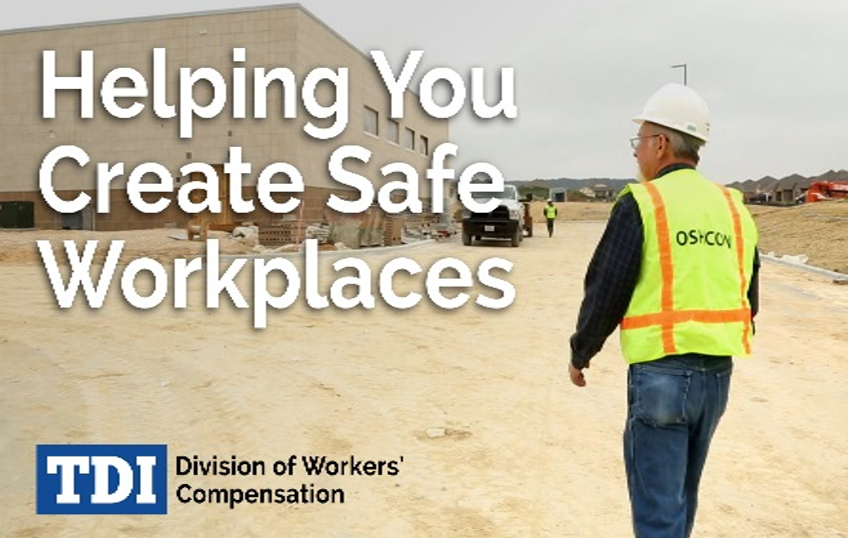 Helping You
Create Safe
Workplaces
OSHCON
TDI
Division of Workers'
Compensation